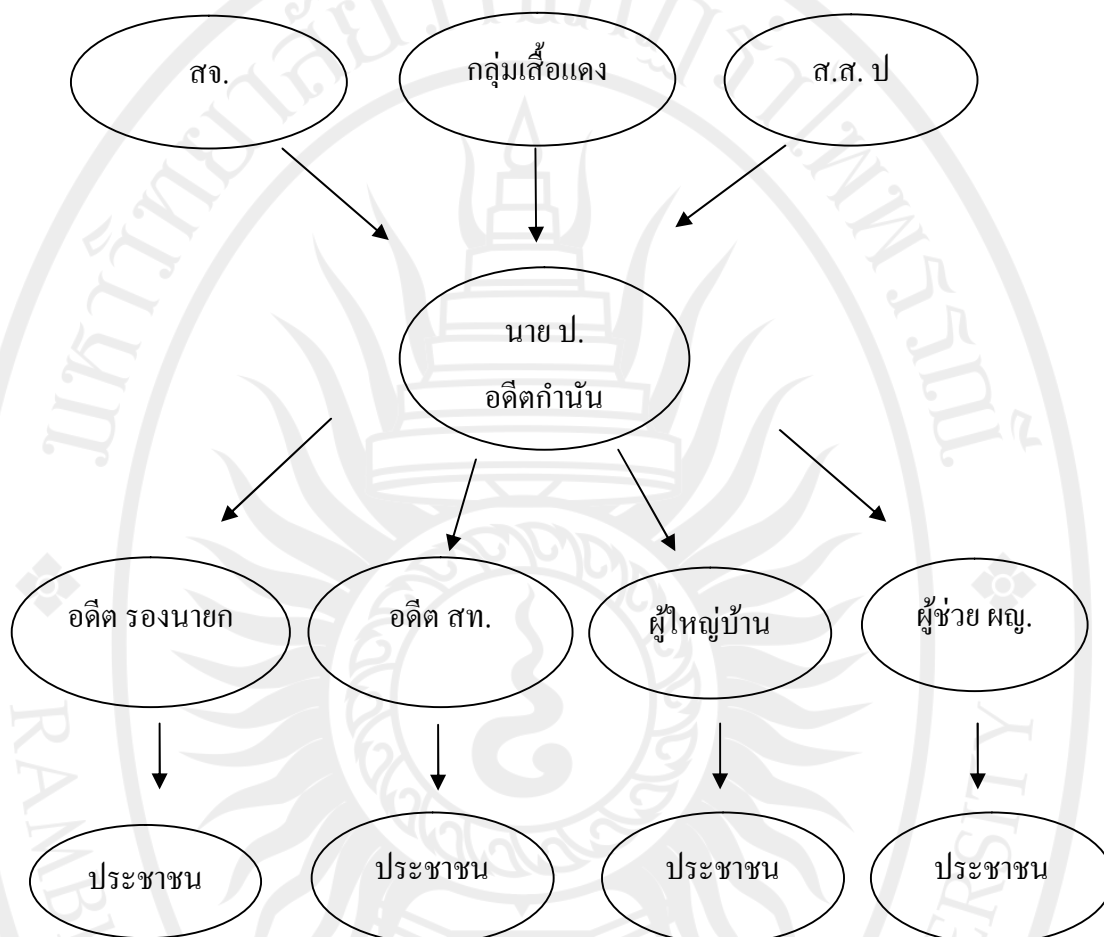 สจ.
กลุ่มเสื้อแดง
ส.ส. ป
นาย ป.
อดีตกำนัน
อดีต รองนายก
อดีต สท.
ผู้ใหญ่บ้าน
ผู้ช่วย ผญ.
ประชาชน
ประชาชน
ประชาชน
ประชาชน